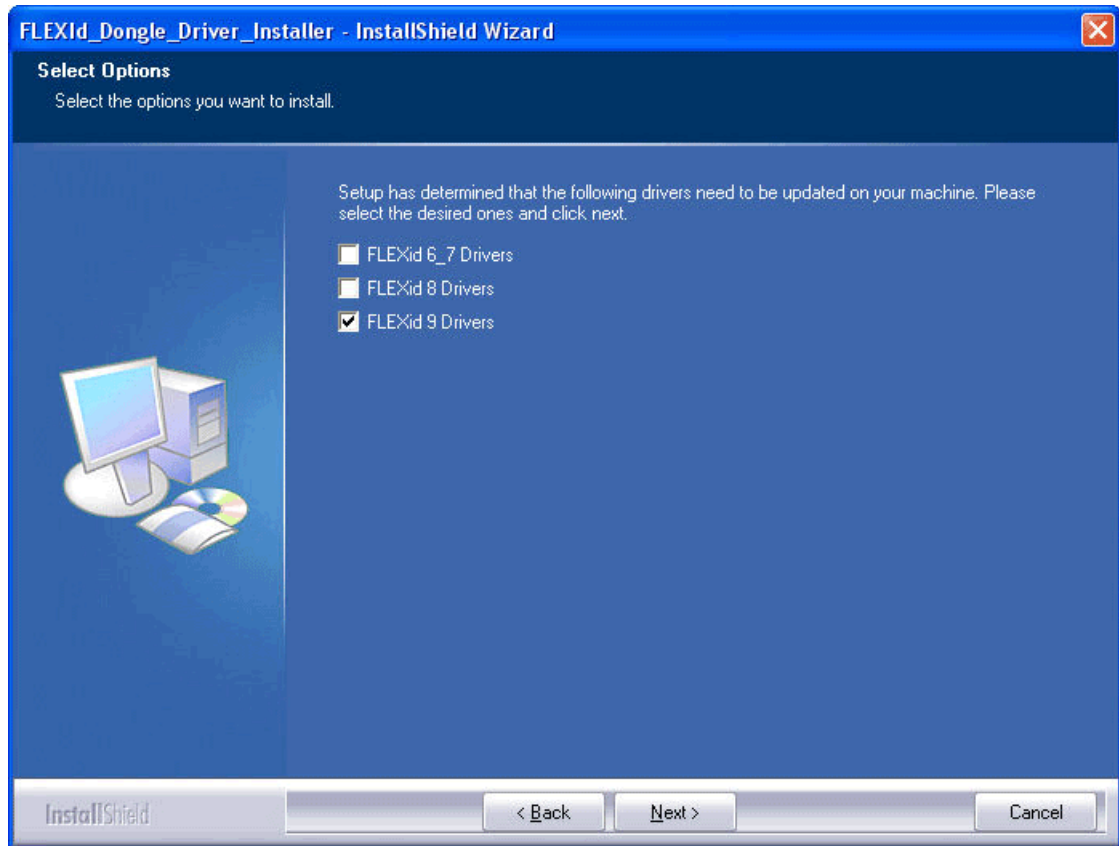 FLEXId_Dongle_Driver_Installer - InstallShield Wizard
Select Options
Select the options you want to install.
Setup has determined that the following drivers need to be updated on your machine. Please
select the desired ones and click next.
FLEXid 6_7 Drivers
FLEXid 8 Drivers
FLEXid 9 Drivers
InstallShield
< Back
Next >
Cancel